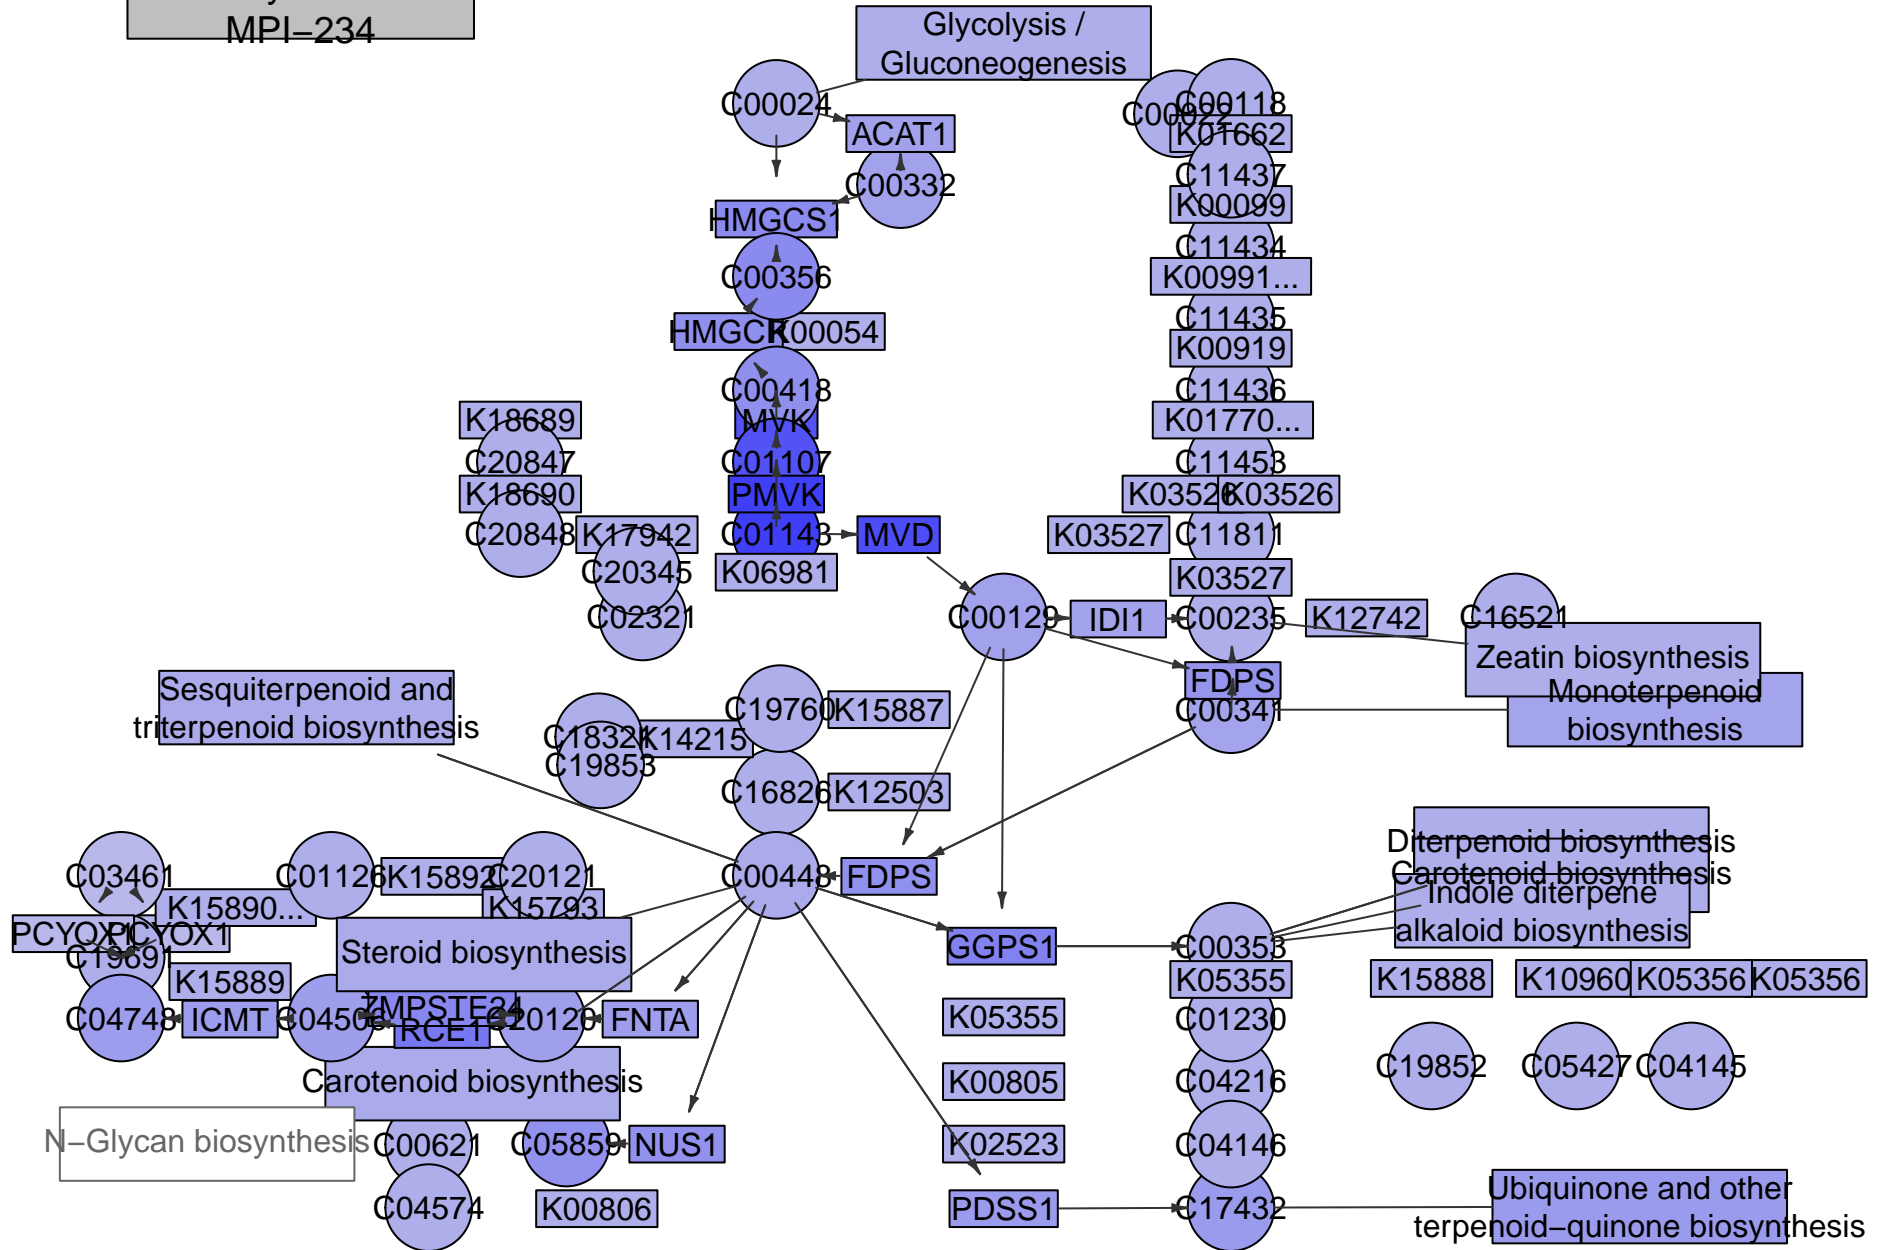 MPI−234
Glycolysis /
Gluconeogenesis
C00024
C00022
C00118
ACAT1
K01662
C00332
C11437
HMGCS1
K00099
C11434
C00356
K00991...
HMGCR
K00054
C11435
K00919
C00418
C11436
K18689
MVK
K01770...
C20847
C01107
C11453
K18690
PMVK
K03526
K03526
C20848
K17942
C01143
MVD
K03527
C11811
C20345
K06981
K03527
C02321
C00129
IDI1
C00235
K12742
C16521
Zeatin biosynthesis
Sesquiterpenoid and
triterpenoid biosynthesis
FDPS
Monoterpenoid
biosynthesis
C19760
K15887
C00341
C18324
K14215
C19853
C16826
K12503
Diterpenoid biosynthesis
Carotenoid biosynthesis
Indole diterpene
alkaloid biosynthesis
C03461
C01126
K15892
C20121
C00448
FDPS
K15890...
K15793
PCYOX1
PCYOX1
C19691
Steroid biosynthesis
GGPS1
C00353
K15889
K05355
K15888
K10960
K05356
K05356
C04748
ICMT
C04506
ZMPSTE24
RCE1
C20120
FNTA
K05355
C01230
Carotenoid biosynthesis
K00805
C04216
C19852
C05427
C04145
N−Glycan biosynthesis
C00621
C05859
NUS1
K02523
C04146
C04574
K00806
PDSS1
C17432
Ubiquinone and other
terpenoid−quinone biosynthesis